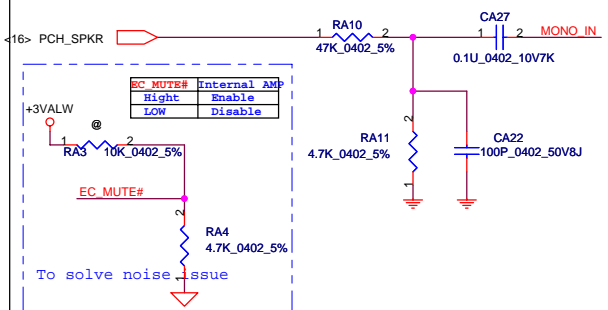 CA27
RA10
<16> PCH_SPKR
1
2
1
2
MONO_IN
47K_0402_5%
0.1U_0402_10V7K
EC_MUTE# Internal AMP
Hight Enable
LOW Disable
+3VALW
@
1
2
RA3 10K_0402_5%
2
RA11
4.7K_0402_5%
1
CA22
100P_0402_50V8J
EC_MUTE#
2
RA4
4.7K_0402_5%
1
To solve noise issue